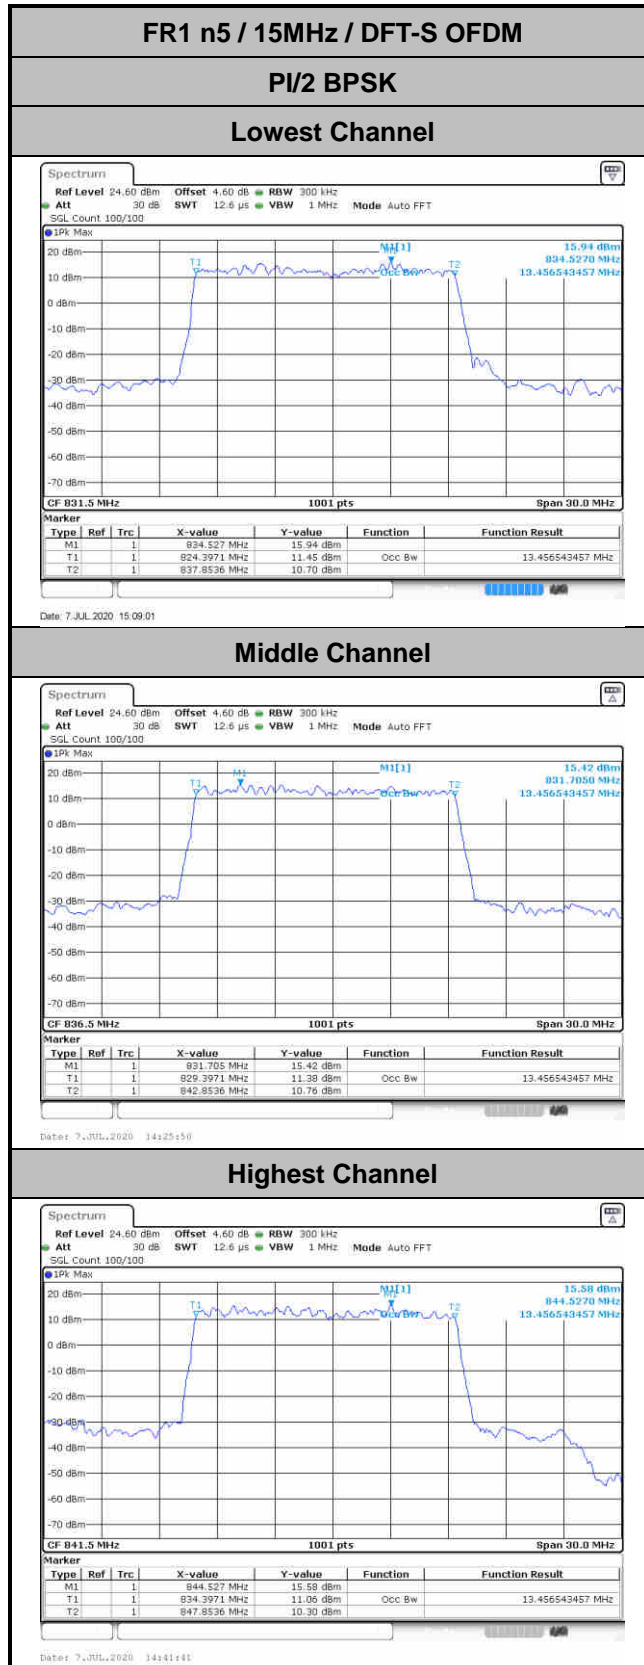 FR1 n5 / 15MHz / DFT-S OFDM
PI/2 BPSK
Lowest Channel
Spectrum
Ref Level 24.60 dBm Offset 4.60 dB RBW 300 kHz
Att 30 dB SWT 12.6 µs VBW 1 MHz Mode Auto FFT
SGL Count 100/100
1Pk Max
M1[1] 15.94 dBm
834.5270 MHz
Occ Bw 13.456543457 MHz
T1
M1
T2
20 dBm
10 dBm
0 dBm
-10 dBm
-20 dBm
-30 dBm
-40 dBm
-50 dBm
-60 dBm
-70 dBm
CF 831.5 MHz 1001 pts Span 30.0 MHz
Marker
Type Ref Trc X-value Y-value Function Function Result
M1 1 834.527 MHz 15.94 dBm
T1 1 824.3971 MHz 11.45 dBm Occ Bw 13.456543457 MHz
T2 1 837.8536 MHz 10.70 dBm
Date: 7.JUL.2020 15:09:01
Middle Channel
Spectrum
Ref Level 24.60 dBm Offset 4.60 dB RBW 300 kHz
Att 30 dB SWT 12.6 µs VBW 1 MHz Mode Auto FFT
SGL Count 100/100
1Pk Max
M1[1] 15.42 dBm
831.7050 MHz
Occ Bw 13.456543457 MHz
T1
M1
T2
20 dBm
10 dBm
0 dBm
-10 dBm
-20 dBm
-30 dBm
-40 dBm
-50 dBm
-60 dBm
-70 dBm
CF 836.5 MHz 1001 pts Span 30.0 MHz
Marker
Type Ref Trc X-value Y-value Function Function Result
M1 1 831.705 MHz 15.42 dBm
T1 1 829.3971 MHz 11.38 dBm Occ Bw 13.456543457 MHz
T2 1 842.8536 MHz 10.76 dBm
Date: 7.JUL.2020 14:25:50
Highest Channel
Spectrum
Ref Level 24.60 dBm Offset 4.60 dB RBW 300 kHz
Att 30 dB SWT 12.6 µs VBW 1 MHz Mode Auto FFT
SGL Count 100/100
1Pk Max
M1[1] 15.58 dBm
844.5270 MHz
Occ Bw 13.456543457 MHz
T1
M1
T2
20 dBm
10 dBm
0 dBm
-10 dBm
-20 dBm
-30 dBm
-40 dBm
-50 dBm
-60 dBm
-70 dBm
CF 841.5 MHz 1001 pts Span 30.0 MHz
Marker
Type Ref Trc X-value Y-value Function Function Result
M1 1 844.527 MHz 15.58 dBm
T1 1 834.3971 MHz 11.06 dBm Occ Bw 13.456543457 MHz
T2 1 847.8536 MHz 10.30 dBm
Date: 7.JUL.2020 14:41:41